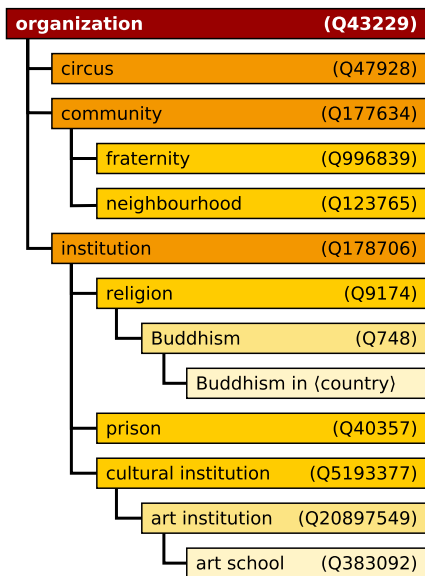 organization (Q43229)
circus (Q47928)
community (Q177634)
fraternity (Q996839)
neighbourhood (Q123765)
institution (Q178706)
religion (Q9174)
Buddhism (Q748)
Buddhism in ⟨country⟩
prison (Q40357)
cultural institution (Q5193377)
art institution (Q20897549)
art school (Q383092)